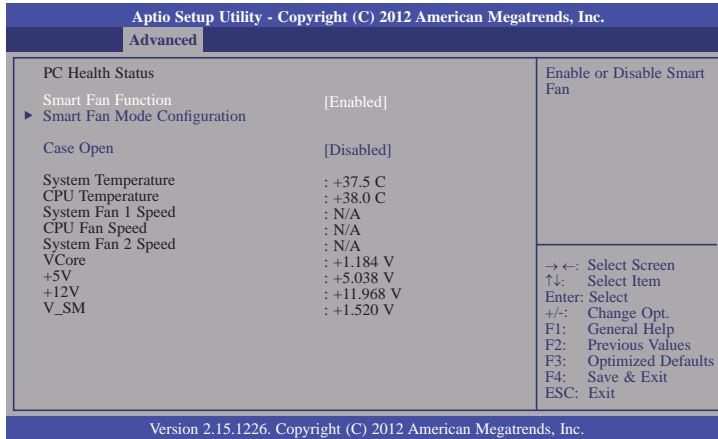 Aptio Setup Utility - Copyright (C) 2012 American Megatrends, Inc.
Advanced
PC Health Status
Smart Fan Function [Enabled]
Smart Fan Mode Configuration
Case Open [Disabled]
System Temperature : +37.5 C
CPU Temperature : +38.0 C
System Fan 1 Speed : N/A
CPU Fan Speed : N/A
System Fan 2 Speed : N/A
VCore : +1.184 V
+5V : +5.038 V
+12V : +11.968 V
V_SM : +1.520 V
Enable or Disable Smart
Fan
→←: Select Screen
↑↓: Select Item
Enter: Select
+/-: Change Opt.
F1: General Help
F2: Previous Values
F3: Optimized Defaults
F4: Save & Exit
ESC: Exit
Version 2.15.1226. Copyright (C) 2012 American Megatrends, Inc.